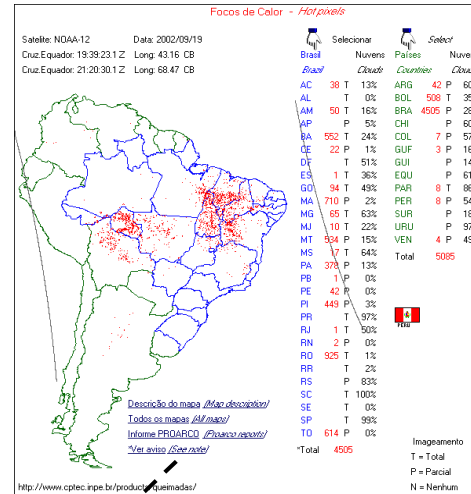 Focos de Calor - Hot pixels
Satelite: NOAA-12 Data: 2002/09/19
Cruz.Equador: 19:39:23.1 Z Long: 43.16 CB
Cruz.Equador: 21:20:30.1 Z Long: 68.47 CB
Selecionar Select
Brasil Nuvens Países
Brazil Clouds Countries
AC 38 T 13% ARG 42 P
AL T 0% BOL 508 T
AM 50 T 16% BRA 4505 P
AP P 5% CHI P
BA 552 T 24% COL 7 P
CE 22 P 1% GUF 3 P
DF T 51% GUI P
ES 1 T 36% EQU P
GO 94 T 49% PAR 8 T
MA 710 P 2% PER 8 P
MG 65 T 63% SUR P
MJ 10 T 22% URU P
MT 534 P 15% VEN 4 P
MS 17 T 64% Total 5085
PA 378 P 13%
PB 1 P 0%
PE 42 P 0%
PI 449 P 3%
PR T 97%
PERU
RJ 1 T 50%
RN 2 P 0%
RO 925 T 1%
RR T 2%
RS P 83%
SC T 100%
SE T 0%
SP T 99%
TO 614 P 0%
*Total 4505
Descrição do mapa (Map description)
Todos os mapas (All maps)
Informe PROARCO (Proarco reports)
*Ver aviso (See note)
Imageamento
T = Total
P = Parcial
N = Nenhum
http://www.cptec.inpe.br/products/queimadas/